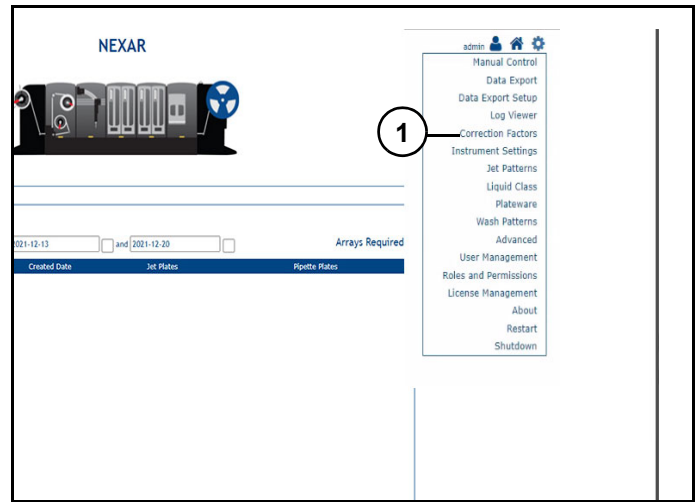 NEXAR
admin
Manual Control
Data Export
Data Export Setup
Log Viewer
1
Correction Factors
Instrument Settings
Jet Patterns
Liquid Class
Plateware
Wash Patterns
Advanced
User Management
Roles and Permissions
License Management
About
Restart
Shutdown
2021-12-13 and 2021-12-20 Arrays Required
Created Date Jet Plates Pipette Plates